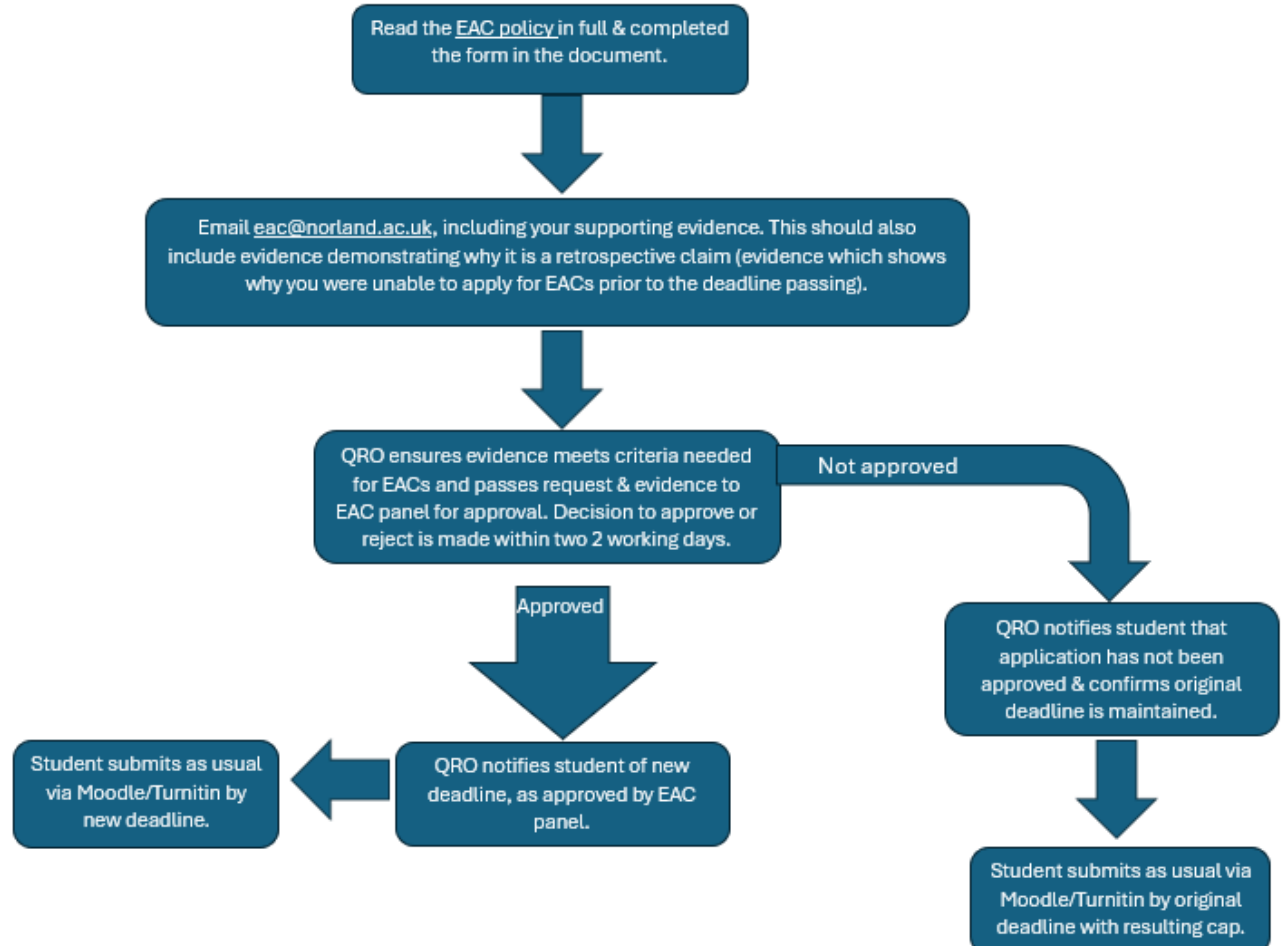 Read the EAC policy in full & completed
the form in the document.
Email eac@norland.ac.uk, including your supporting evidence. This should also
include evidence demonstrating why it is a retrospective claim (evidence which shows
why you were unable to apply for EACs prior to the deadline passing).
QRO ensures evidence meets criteria needed
for EACs and passes request & evidence to
EAC panel for approval. Decision to approve or
reject is made within two 2 working days.
Not approved
Approved
QRO notifies student that
application has not been
approved & confirms original
deadline is maintained.
QRO notifies student of new
deadline, as approved by EAC
panel.
Student submits as usual
via Moodle/Turnitin by
new deadline.
Student submits as usual via
Moodle/Turnitin by original
deadline with resulting cap.